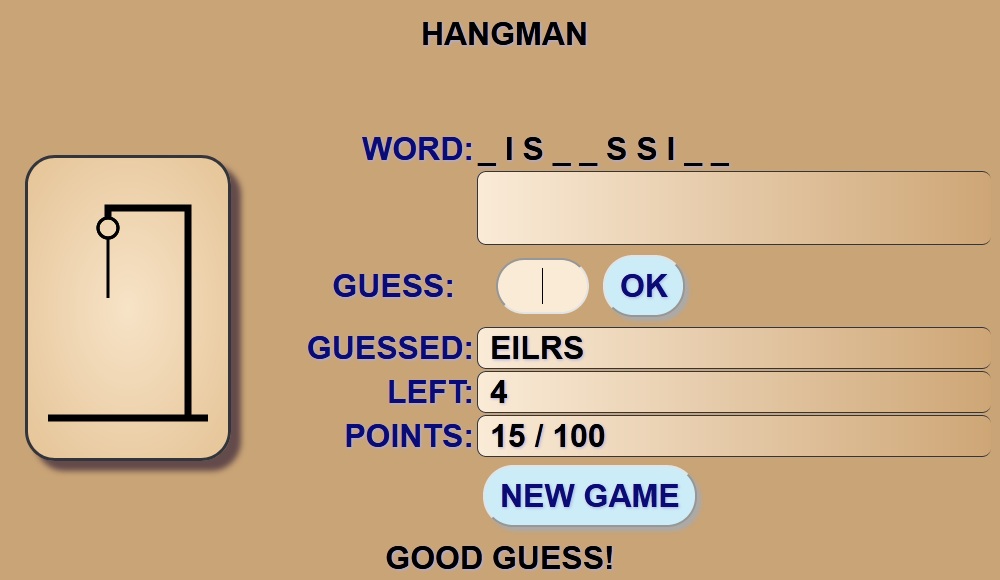 HANGMAN
WORD: _ I S _ _ S S I _ _
GUESS: OK
GUESSED: EILRS
LEFT: 4
POINTS: 15 / 100
NEW GAME
GOOD GUESS!